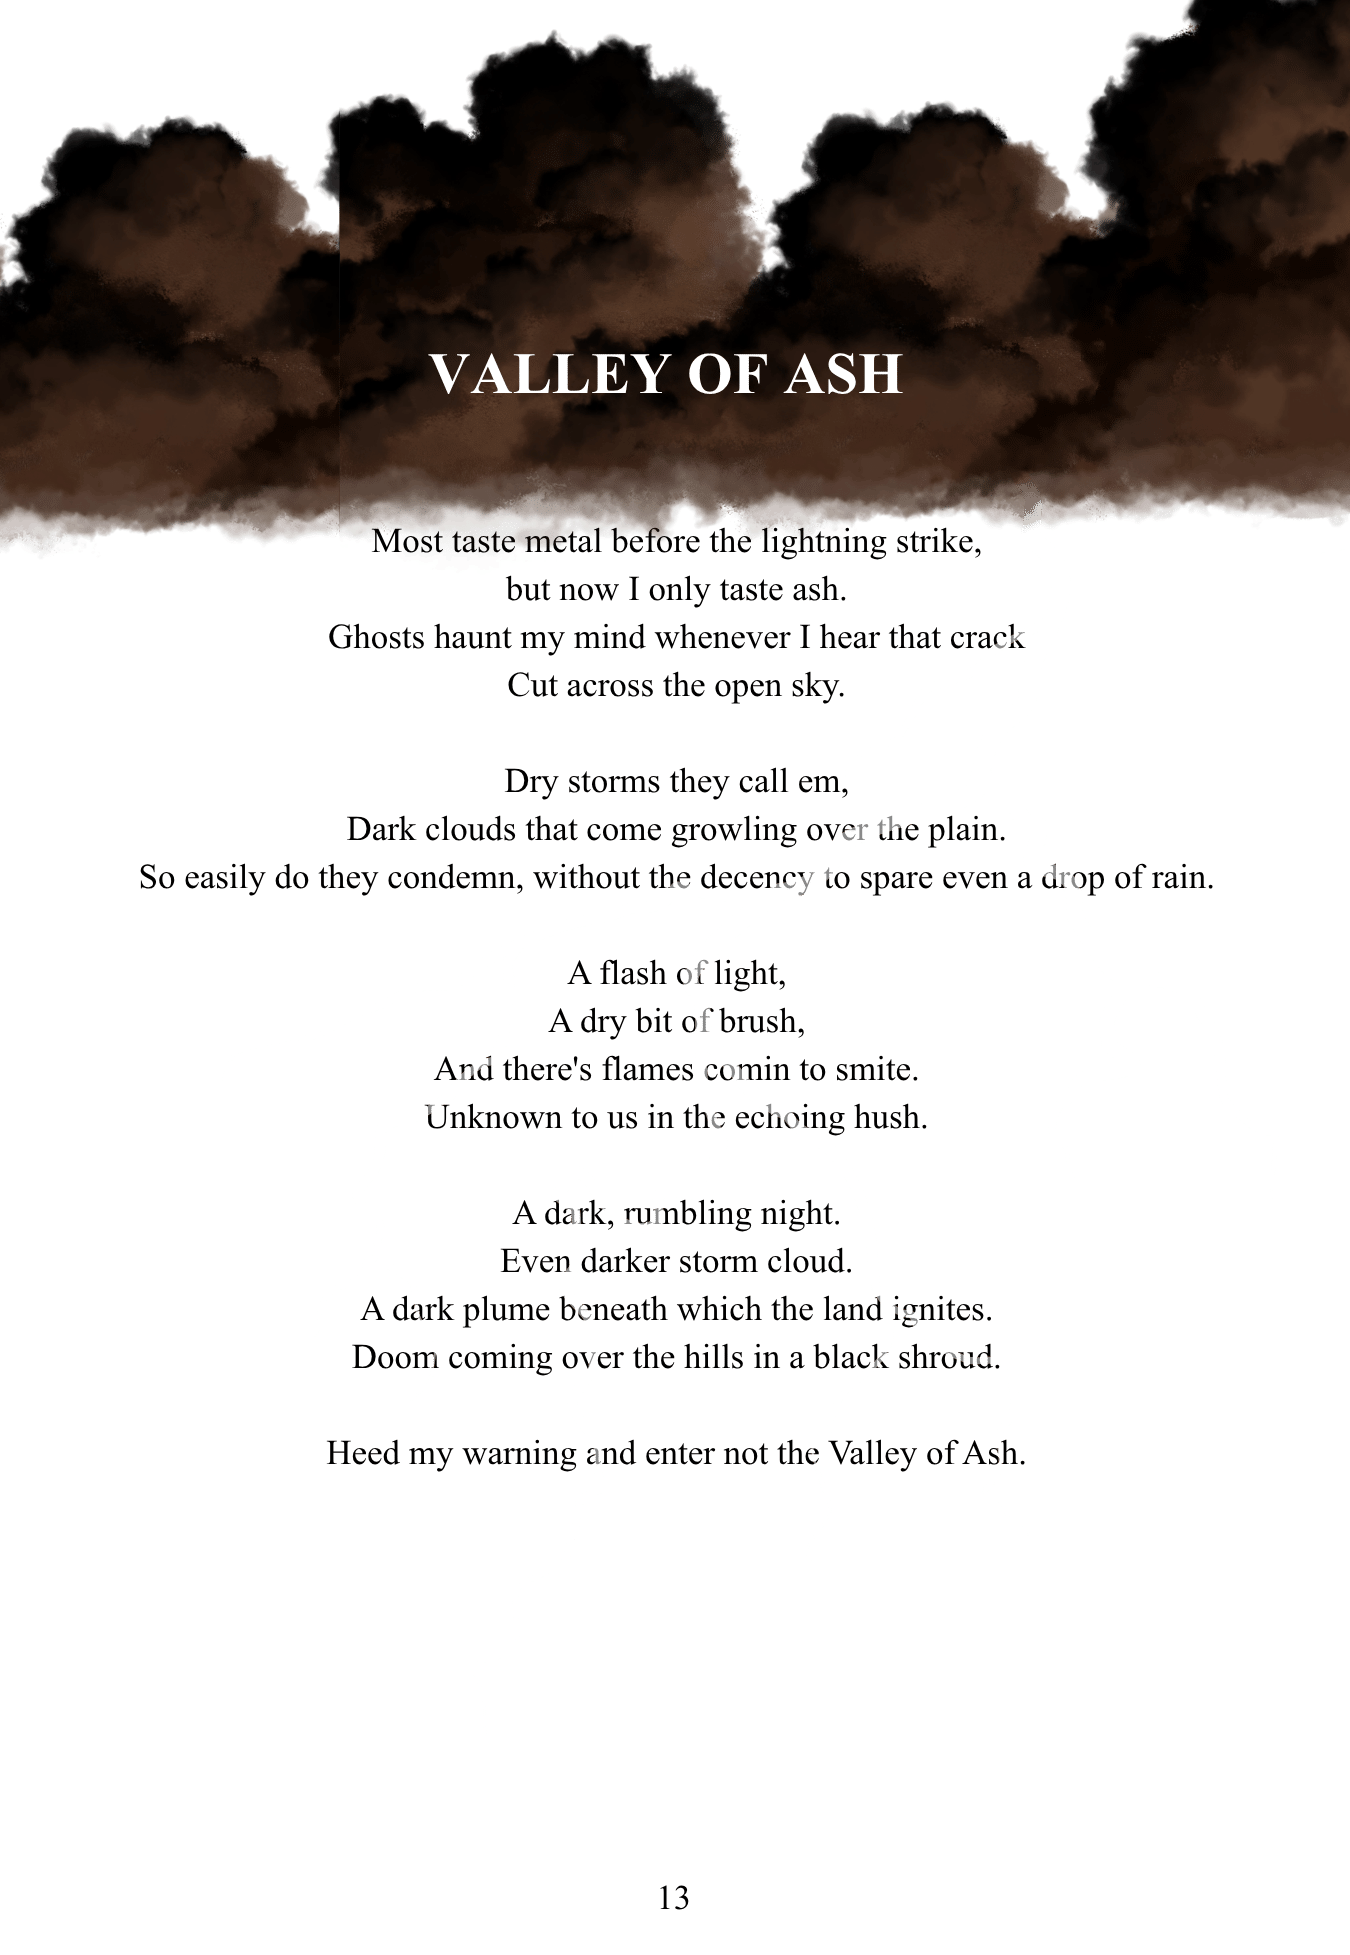 VALLEY OF ASH
Most taste metal before the lightning strike,
but now I only taste ash.
Ghosts haunt my mind whenever I hear that crack
Cut across the open sky.
Dry storms they call em,
Dark clouds that come growling over the plain.
So easily do they condemn, without the decency to spare even a drop of rain.
A flash of light,
A dry bit of brush,
And there's flames comin to smite.
Unknown to us in the echoing hush.
A dark, rumbling night.
Even darker storm cloud.
A dark plume beneath which the land ignites.
Doom coming over the hills in a black shroud.
Heed my warning and enter not the Valley of Ash.
13